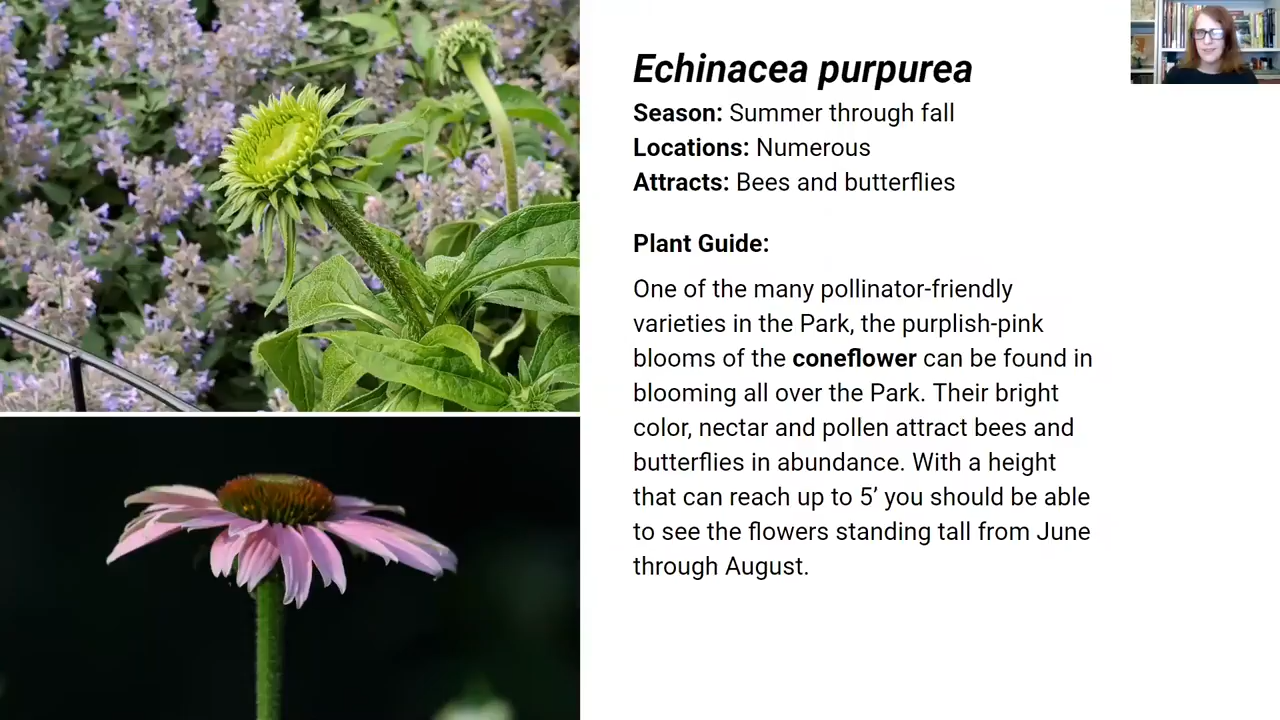 Echinacea purpurea
Season: Summer through fall
Locations: Numerous
Attracts: Bees and butterflies
Plant Guide:
One of the many pollinator-friendly
varieties in the Park, the purplish-pink
blooms of the coneflower can be found in
blooming all over the Park. Their bright
color, nectar and pollen attract bees and
butterflies in abundance. With a height
that can reach up to 5’ you should be able
to see the flowers standing tall from June
through August.